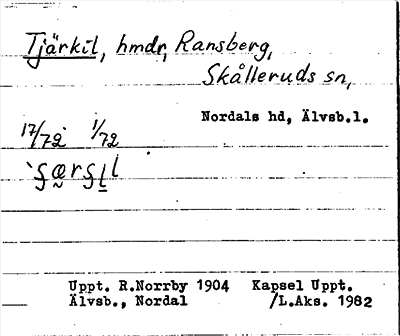 Tjärkil, hmdr, Ransberg,
Skålleruds sn,
Nordals hd, Älvsb.l.
17/72 1/72
Uppt. R.Norrby 1904 Kapsel Uppt.
Älvsb., Nordal /L.Aks. 1982